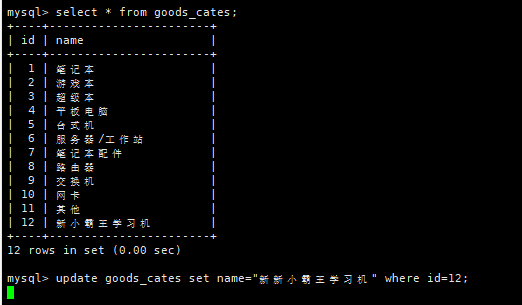 mysql> select * from goods_cates;
+----+-----------------------+
| id | name                  |
+----+-----------------------+
|  1 | 笔记本                |
|  2 | 游戏本                |
|  3 | 超级本                |
|  4 | 平板电脑              |
|  5 | 台式机                |
|  6 | 服务器/工作站         |
|  7 | 笔记本配件            |
|  8 | 路由器                |
|  9 | 交换机                |
| 10 | 网卡                  |
| 11 | 其他                  |
| 12 | 新小霸王学习机        |
+----+-----------------------+
12 rows in set (0.00 sec)
mysql> update goods_cates set name="新新小霸王学习机" where id=12;